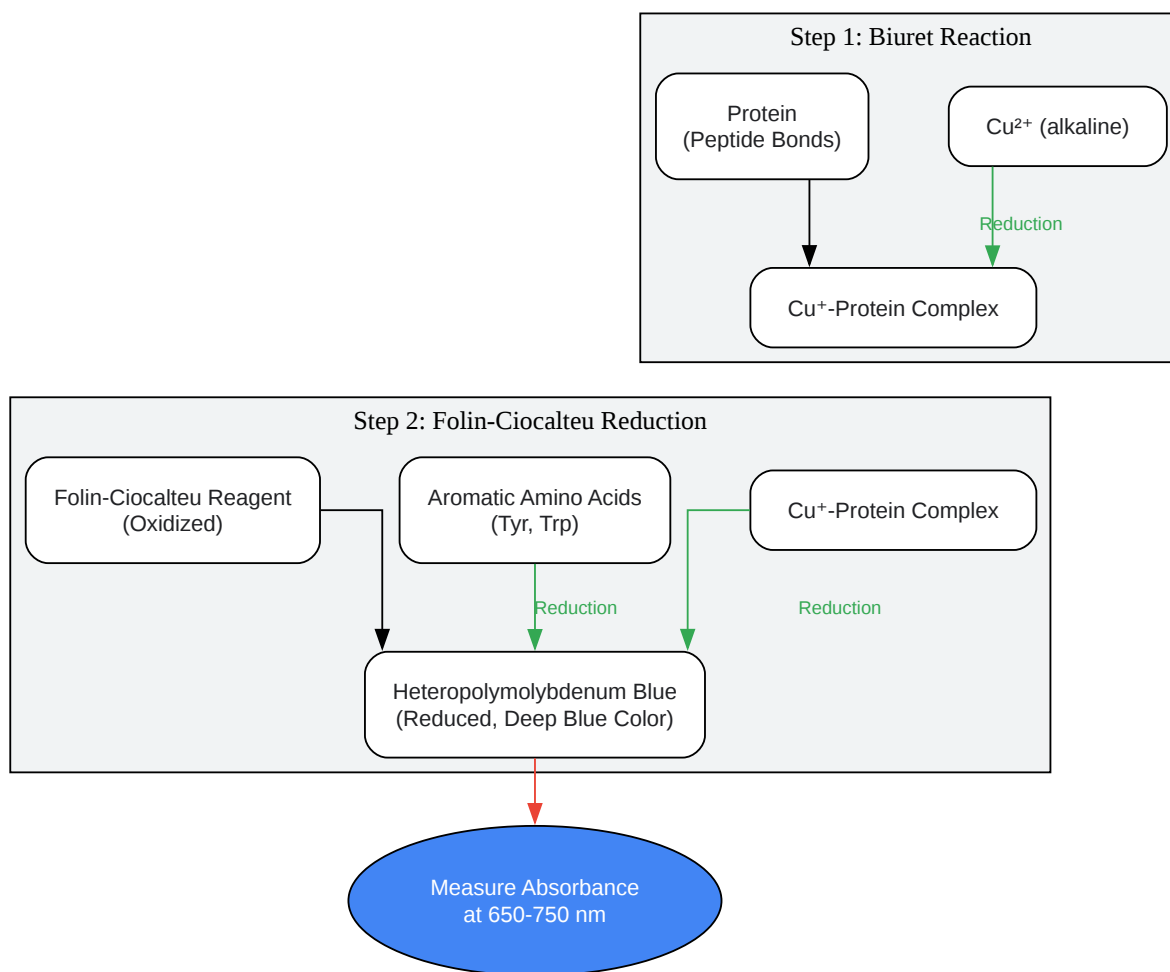 Step 1: Biuret Reaction
Protein
(Peptide Bonds)
Cu²⁺ (alkaline)
Reduction
Cu⁺-Protein Complex
Step 2: Folin-Ciocalteu Reduction
Folin-Ciocalteu Reagent
(Oxidized)
Aromatic Amino Acids
(Tyr, Trp)
Cu⁺-Protein Complex
Reduction
Reduction
Heteropolymolybdenum Blue
(Reduced, Deep Blue Color)
Measure Absorbance
at 650-750 nm